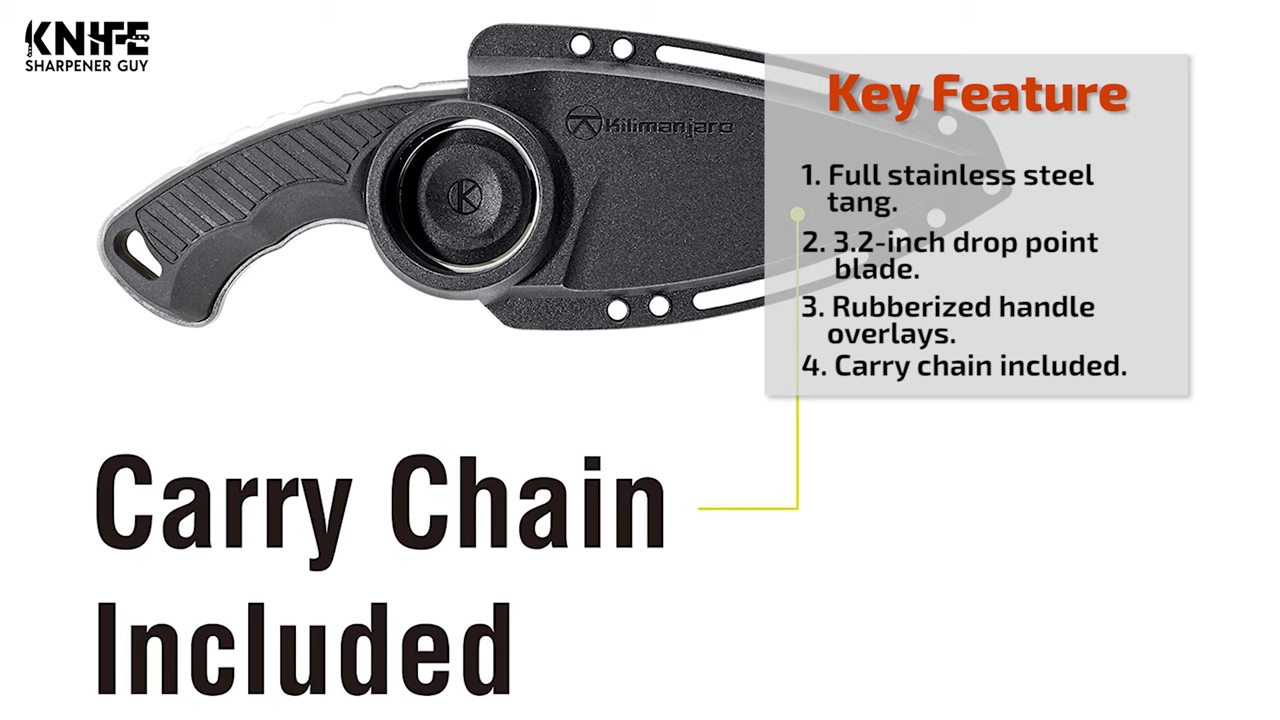 KNIFE
SHARPENER GUY
Kilimanjaro
K
Key Feature
1. Full stainless steel
tang.
2. 3.2-inch drop point
blade.
3. Rubberized handle
overlays.
4. Carry chain included.
Carry Chain
Included